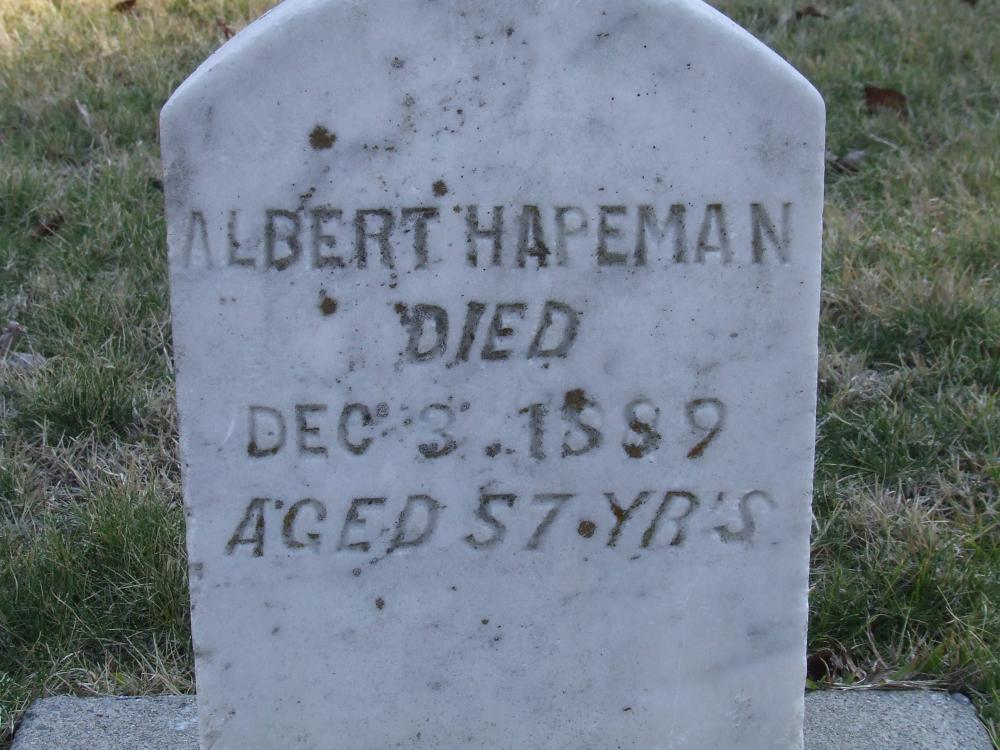 ALBERT HAPEMAN
DIED
DEC. 3. 1889
AGED 57 YR'S